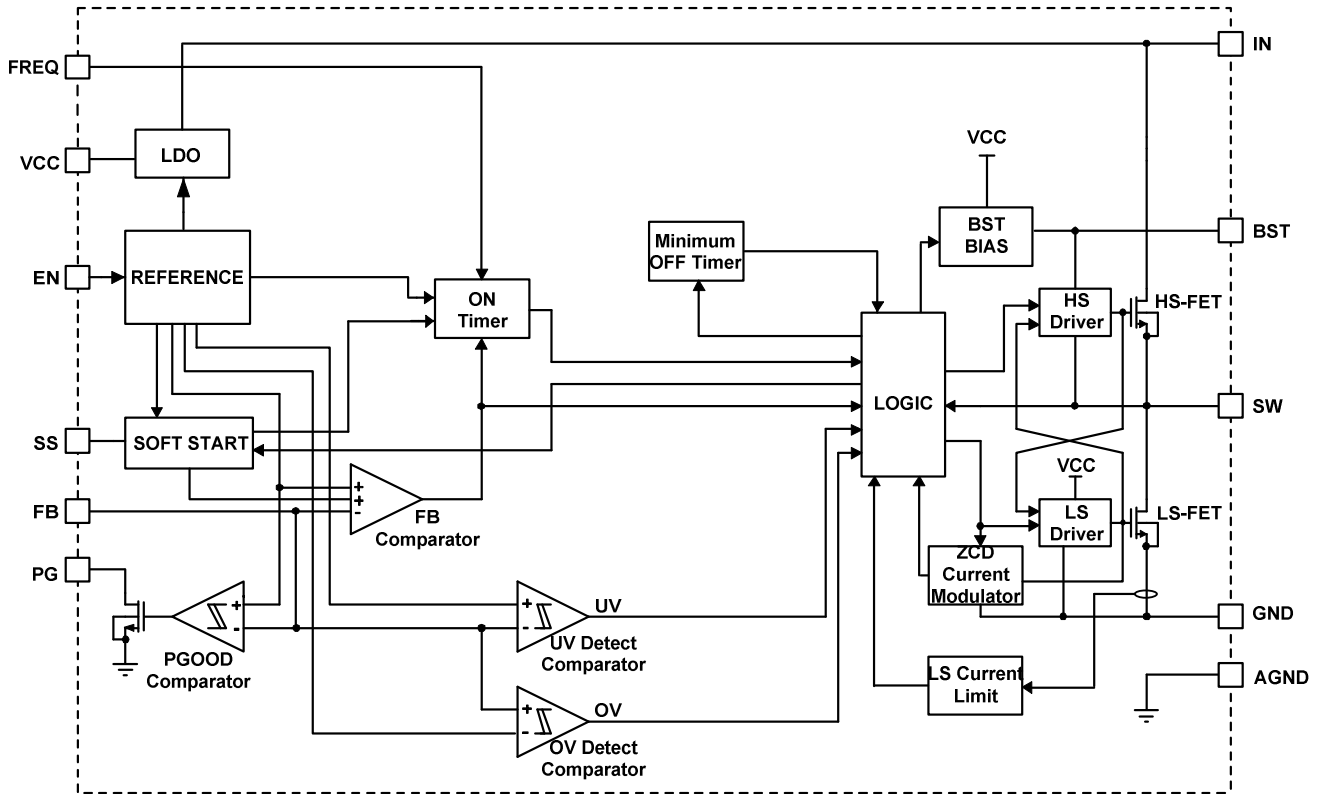 IN
FREQ
LDO
VCC
VCC
BST
BIAS
BST
Minimum
OFF Timer
EN
REFERENCE
ON
Timer
HS
Driver
HS-FET
LOGIC
SW
SS
SOFT START
VCC
FB
+
+
-
FB
Comparator
LS
Driver
LS-FET
PG
ZCD
Current
Modulator
+
-
PGOOD
Comparator
+
-
UV
UV Detect
Comparator
GND
LS Current
Limit
AGND
+
-
OV
OV Detect
Comparator